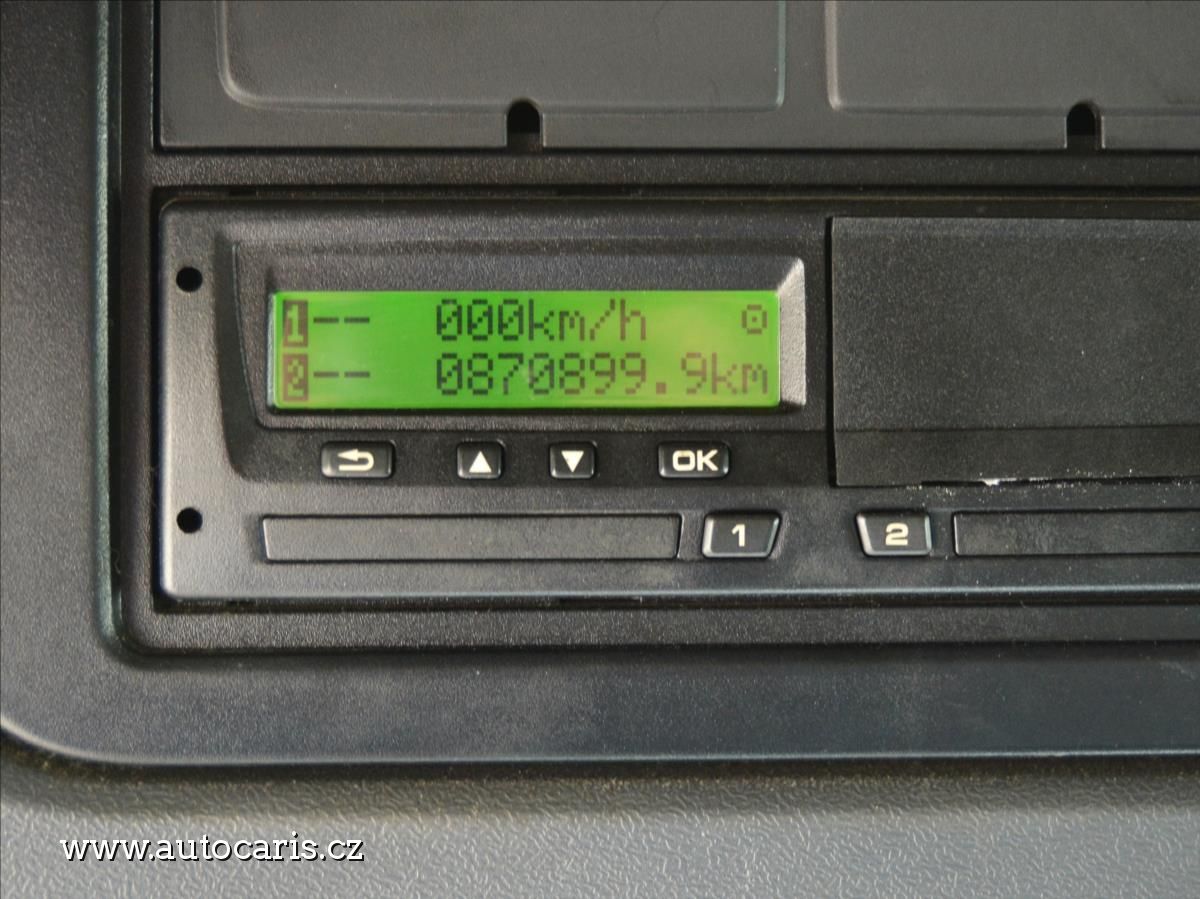 1-- 000km/h ⊙
2-- 0870899.9km
OK
1 2
www.autocaris.cz